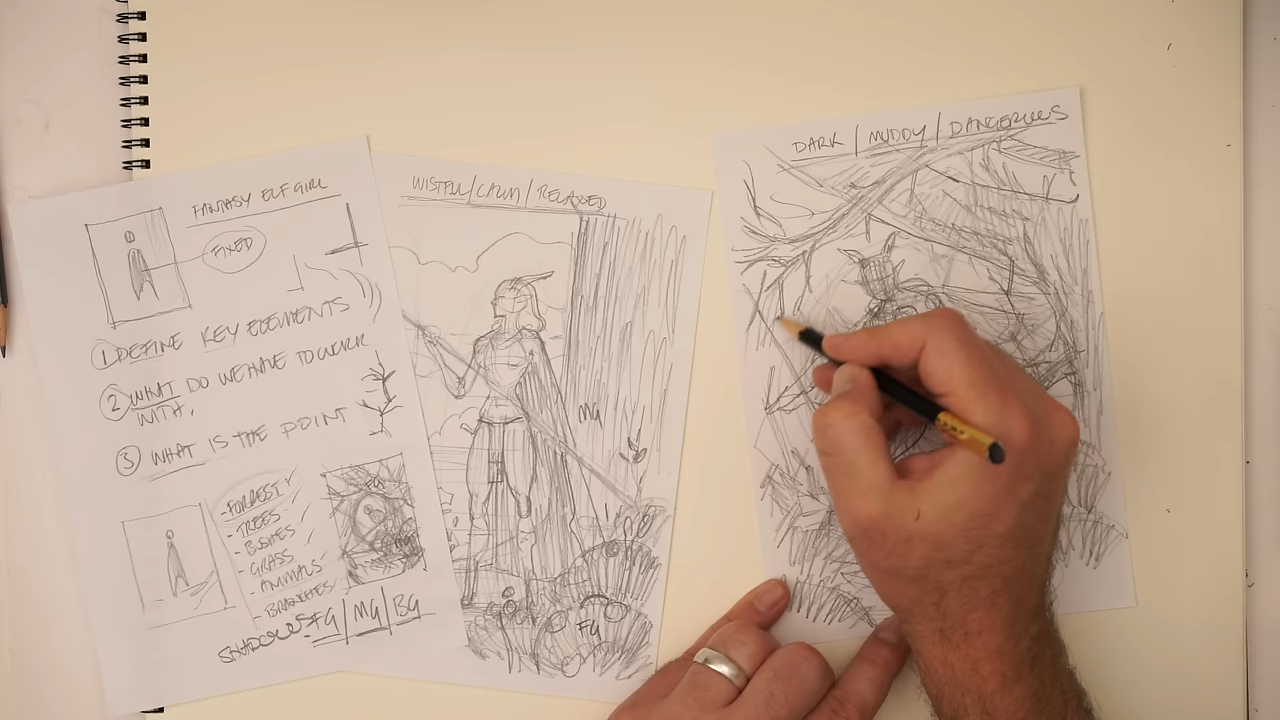 FANTASY ELF GIRL
FIXED
① DEFINE KEY ELEMENTS
② WHAT DO WE HAVE TO WORK
WITH,
③ WHAT IS THE POINT
- FORREST
- TREES
- BUSHES
- GRASS
- ANIMALS
- BRANCHES
SHADOWS
FG | MG | BG
FG
MG
WISTFUL / CALM / RELAXED
MG
FG
DARK / MUDDY / DANGEROUS